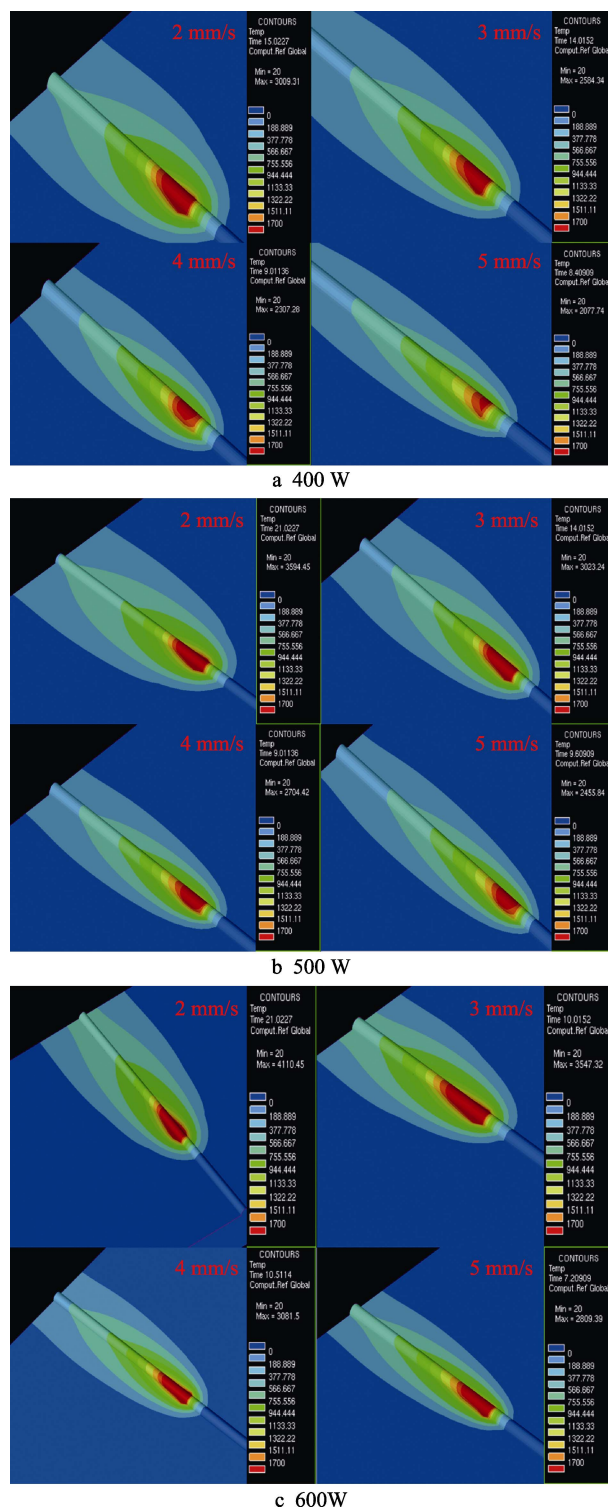 2 mm/s
CONTOURS
Temp
Time 15.0227
Comput.Ref Global
Min = 20
Max = 3009.31
0
188.889
377.778
566.667
755.556
944.444
1133.33
1322.22
1511.11
1700
3 mm/s
CONTOURS
Temp
Time 14.0152
Comput.Ref Global
Min = 20
Max = 2584.34
0
188.889
377.778
566.667
755.556
944.444
1133.33
1322.22
1511.11
1700
4 mm/s
CONTOURS
Temp
Time 9.01136
Comput.Ref Global
Min = 20
Max = 2307.28
0
188.889
377.778
566.667
755.556
944.444
1133.33
1322.22
1511.11
1700
5 mm/s
CONTOURS
Temp
Time 8.40909
Comput.Ref Global
Min = 20
Max = 2077.74
0
188.889
377.778
566.667
755.556
944.444
1133.33
1322.22
1511.11
1700
a 400 W
2 mm/s
CONTOURS
Temp
Time 21.0227
Comput.Ref Global
Min = 20
Max = 3594.45
0
188.889
377.778
566.667
755.556
944.444
1133.33
1322.22
1511.11
1700
3 mm/s
CONTOURS
Temp
Time 14.0152
Comput.Ref Global
Min = 20
Max = 3023.24
0
188.889
377.778
566.667
755.556
944.444
1133.33
1322.22
1511.11
1700
4 mm/s
CONTOURS
Temp
Time 9.01136
Comput.Ref Global
Min = 20
Max = 2704.42
0
188.889
377.778
566.667
755.556
944.444
1133.33
1322.22
1511.11
1700
5 mm/s
CONTOURS
Temp
Time 9.60909
Comput.Ref Global
Min = 20
Max = 2455.84
0
188.889
377.778
566.667
755.556
944.444
1133.33
1322.22
1511.11
1700
b 500 W
2 mm/s
CONTOURS
Temp
Time 21.0227
Comput.Ref Global
Min = 20
Max = 4110.45
0
188.889
377.778
566.667
755.556
944.444
1133.33
1322.22
1511.11
1700
3 mm/s
CONTOURS
Temp
Time 10.0152
Comput.Ref Global
Min = 20
Max = 3547.32
0
188.889
377.778
566.667
755.556
944.444
1133.33
1322.22
1511.11
1700
4 mm/s
CONTOURS
Temp
Time 10.5114
Comput.Ref Global
Min = 20
Max = 3081.5
0
188.889
377.778
566.667
755.556
944.444
1133.33
1322.22
1511.11
1700
5 mm/s
CONTOURS
Temp
Time 7.20909
Comput.Ref Global
Min = 20
Max = 2809.39
0
188.889
377.778
566.667
755.556
944.444
1133.33
1322.22
1511.11
1700
c 600W